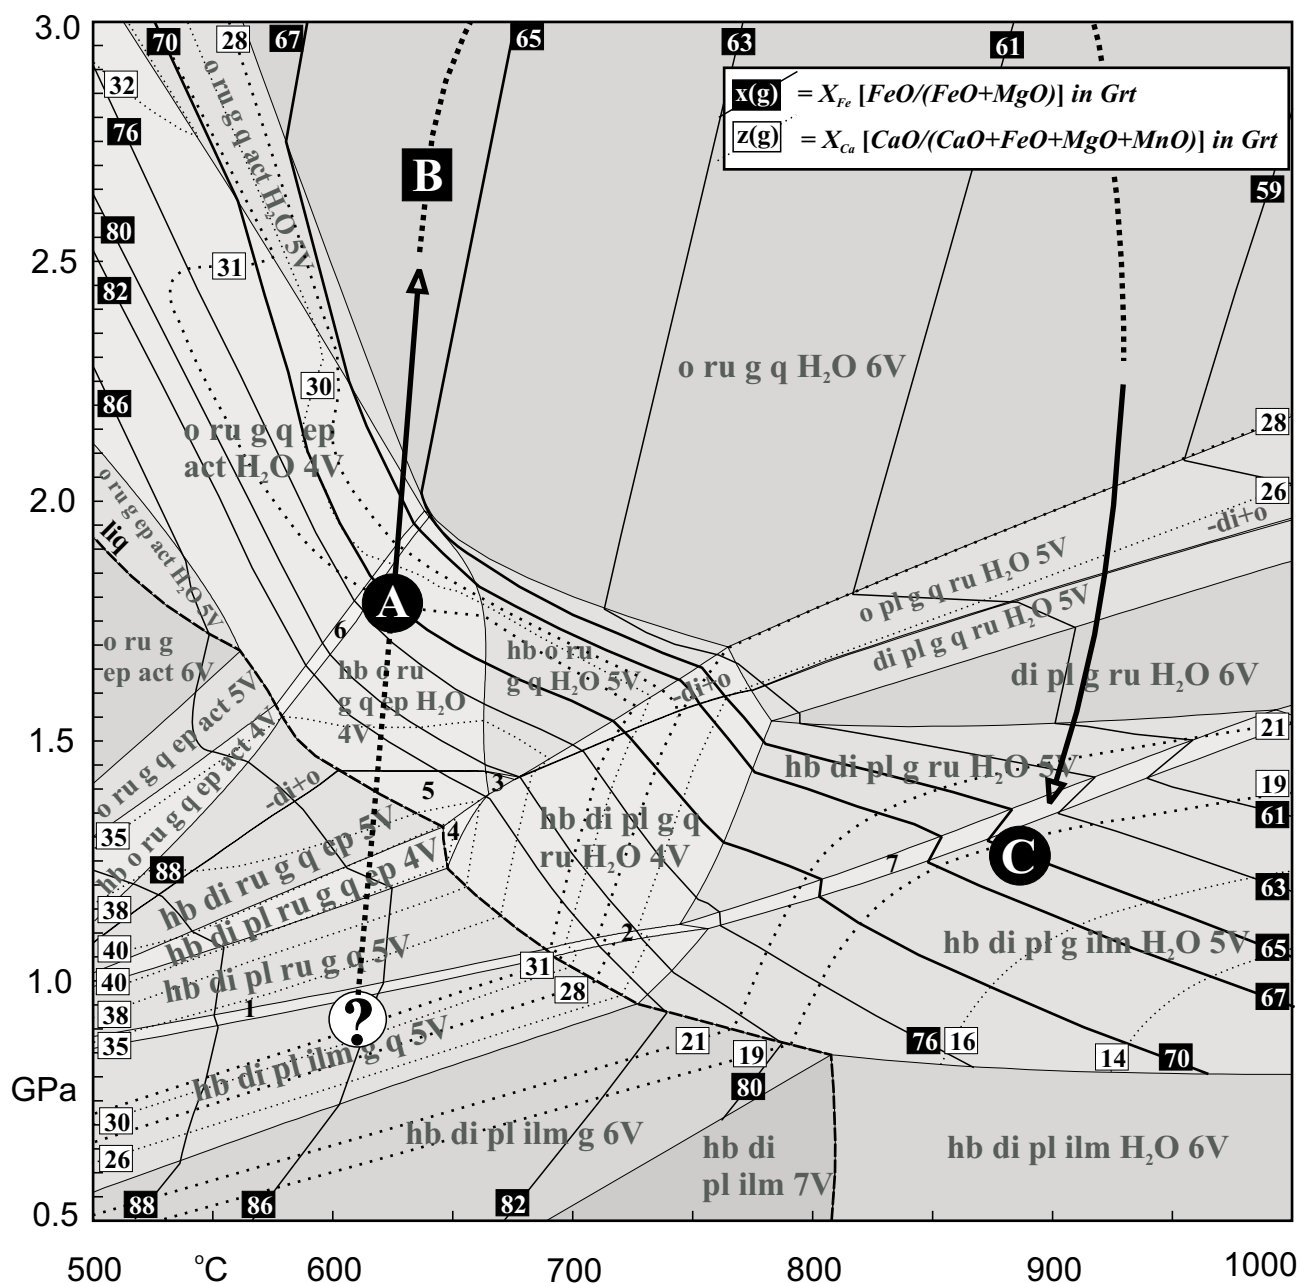 3.0
70
28
67
65
63
61
x(g) = X_Fe [FeO/(FeO+MgO)] in Grt
z(g) = X_Ca [CaO/(CaO+FeO+MgO+MnO)] in Grt
32
76
o ru g q act H₂O 5V
B
59
80
2.5
31
82
o ru g q H₂O 6V
30
86
28
o ru g q ep
act H₂O 4V
26
2.0
o ru g ep act H₂O 5V
liq
-di+o
o pl g q ru H₂O 5V
A
di pl g q ru H₂O 5V
6
o ru g
ep act 6V
hb o ru
g q H₂O 5V
hb o ru
g q ep H₂O
4V
-di+o
di pl g ru H₂O 6V
o ru g q ep act 5V
hb o ru g q ep act 4V
1.5
21
hb di pl g ru H₂O 5V
-di+o
3
5
19
61
35
4
hb di pl g q
ru H₂O 4V
hb di ru g q ep 5V
88
7
C
hb di pl ru g q ep 4V
63
38
2
40
hb di pl g ilm H₂O 5V
65
hb di pl ru g q 5V
31
1.0
40
28
67
1
?
38
35
hb di pl ilm g q 5V
21
19
76
16
14
70
GPa
80
30
hb di pl ilm g 6V
hb di
pl ilm 7V
hb di pl ilm H₂O 6V
26
88
86
82
0.5
500
°C
600
700
800
900
1000